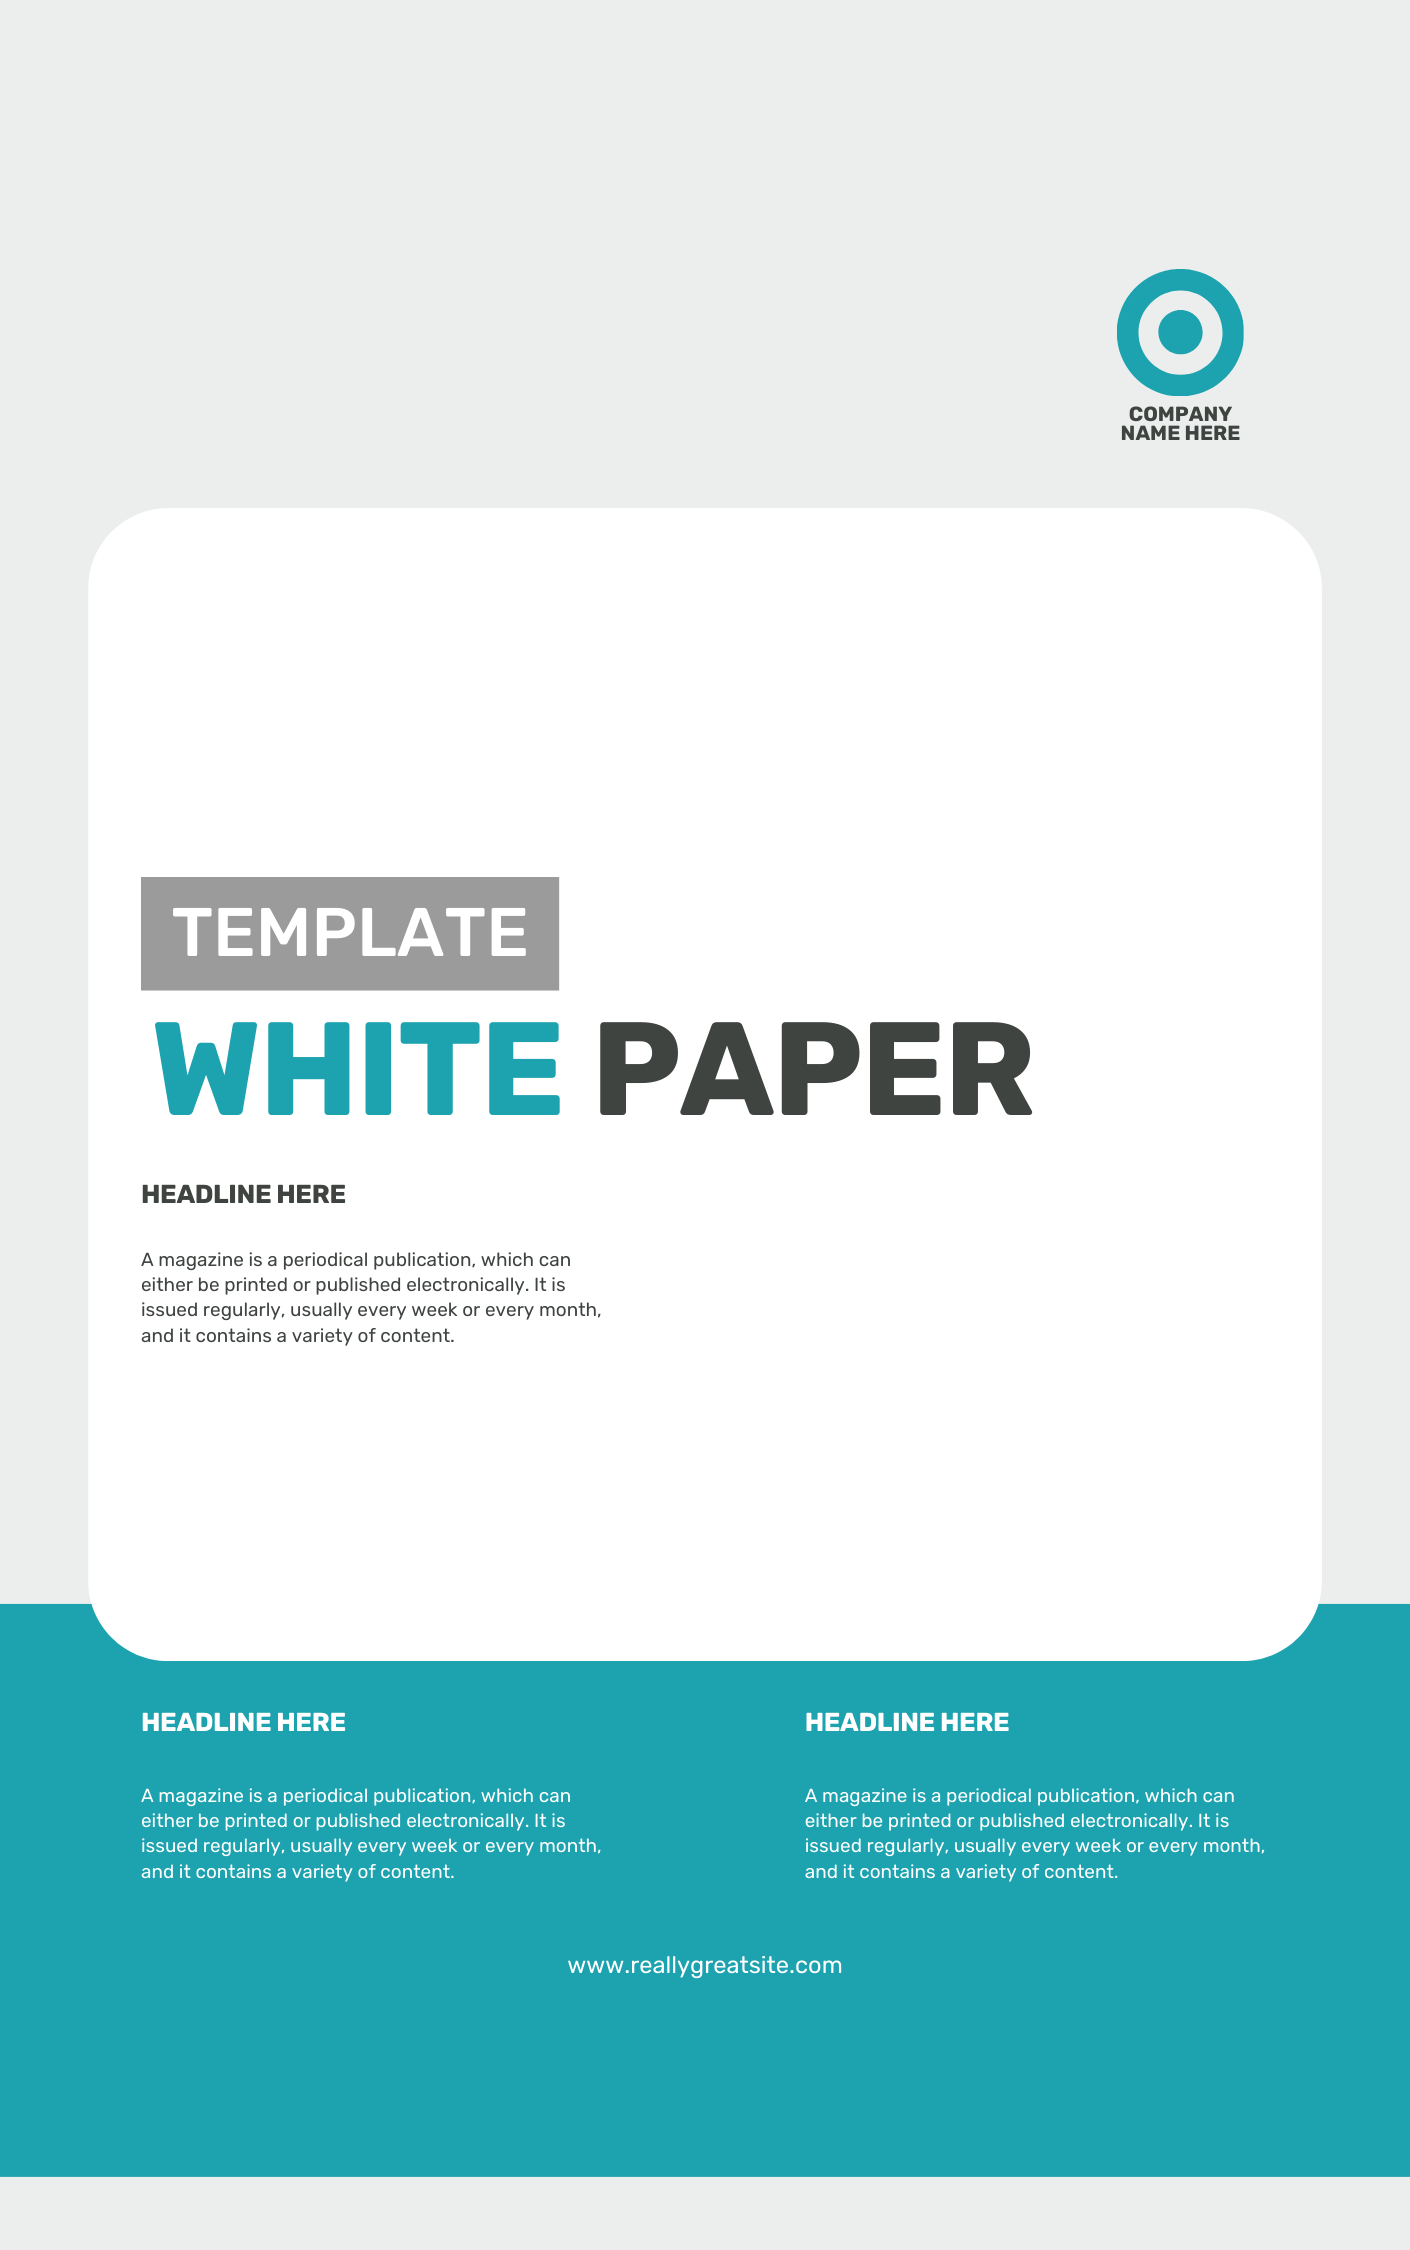 COMPANY
NAME HERE
TEMPLATE
WHITE PAPER
HEADLINE HERE
A magazine is a periodical publication, which can
either be printed or published electronically. It is
issued regularly, usually every week or every month,
and it contains a variety of content.
HEADLINE HERE
A magazine is a periodical publication, which can
either be printed or published electronically. It is
issued regularly, usually every week or every month,
and it contains a variety of content.
HEADLINE HERE
A magazine is a periodical publication, which can
either be printed or published electronically. It is
issued regularly, usually every week or every month,
and it contains a variety of content.
www.reallygreatsite.com